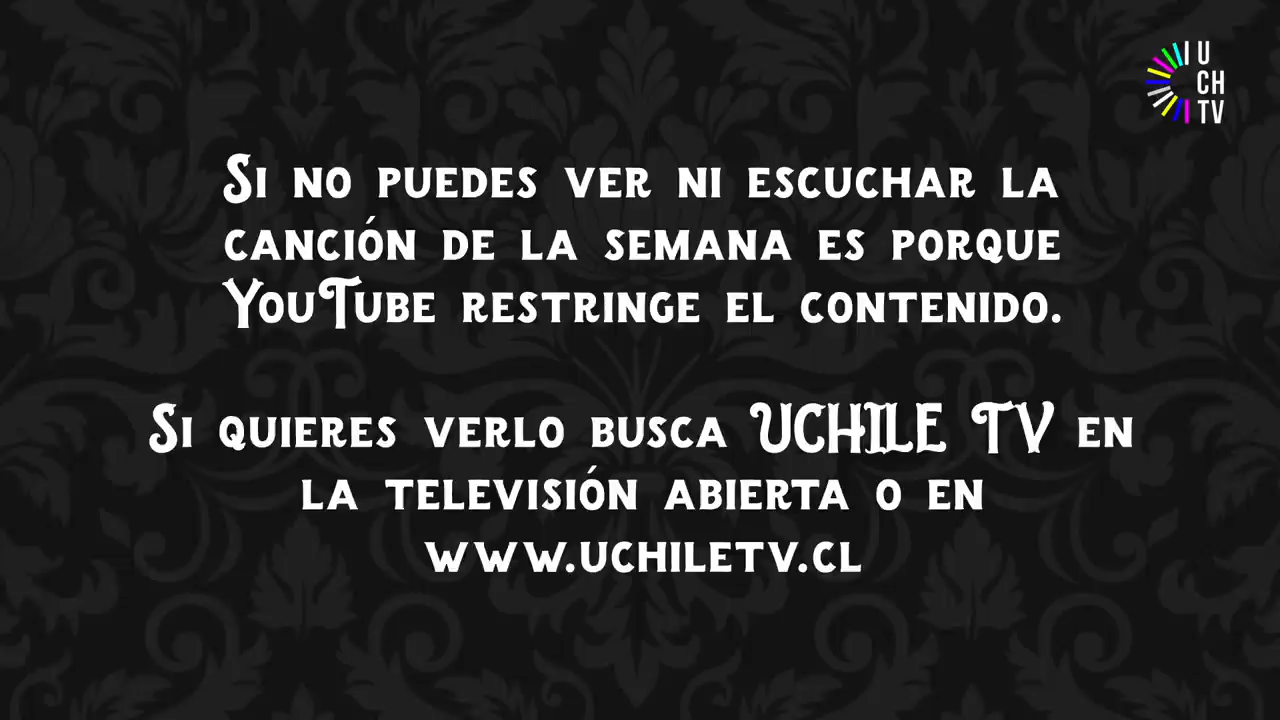 U
CH
TV
Si no puedes ver ni escuchar la
canción de la semana es porque
YouTube restringe el contenido.
Si quieres verlo busca UCHILE TV en
la televisión abierta o en
www.uchiletv.cl